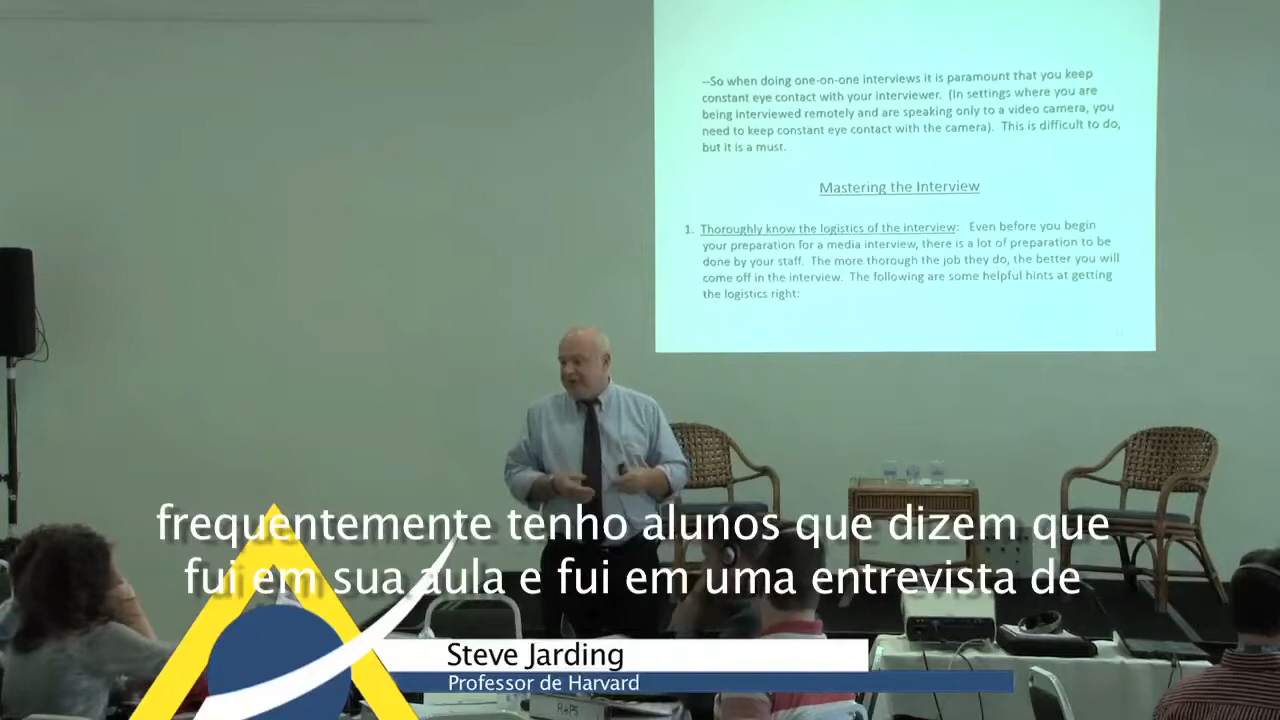 --So when doing one-on-one interviews it is paramount that you keep
constant eye contact with your interviewer. (In settings where you are
being interviewed remotely and are speaking only to a video camera, you
need to keep constant eye contact with the camera). This is difficult to do,
but it is a must.
Mastering the Interview
1. Thoroughly know the logistics of the interview: Even before you begin
your preparation for a media interview, there is a lot of preparation to be
done by your staff. The more thorough the job they do, the better you will
come off in the interview. The following are some helpful hints at getting
the logistics right:
frequentemente tenho alunos que dizem que
fui em sua aula e fui em uma entrevista de
Steve Jarding
Professor de Harvard